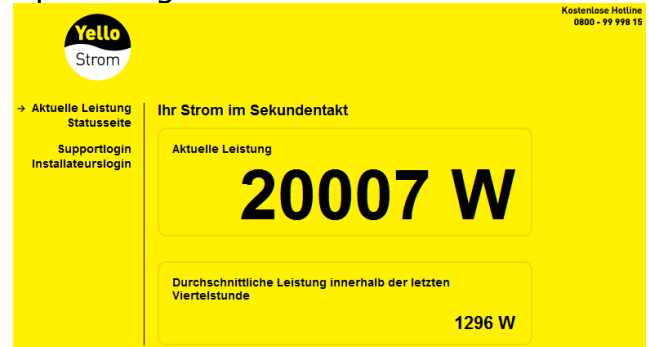 Kostenlose Hotline
0800 - 99 998 15
Yello
Strom
→ Aktuelle Leistung
Statusseite
Supportlogin
Installateurslogin
Ihr Strom im Sekundentakt
Aktuelle Leistung
20007 W
Durchschnittliche Leistung innerhalb der letzten
Viertelstunde
1296 W